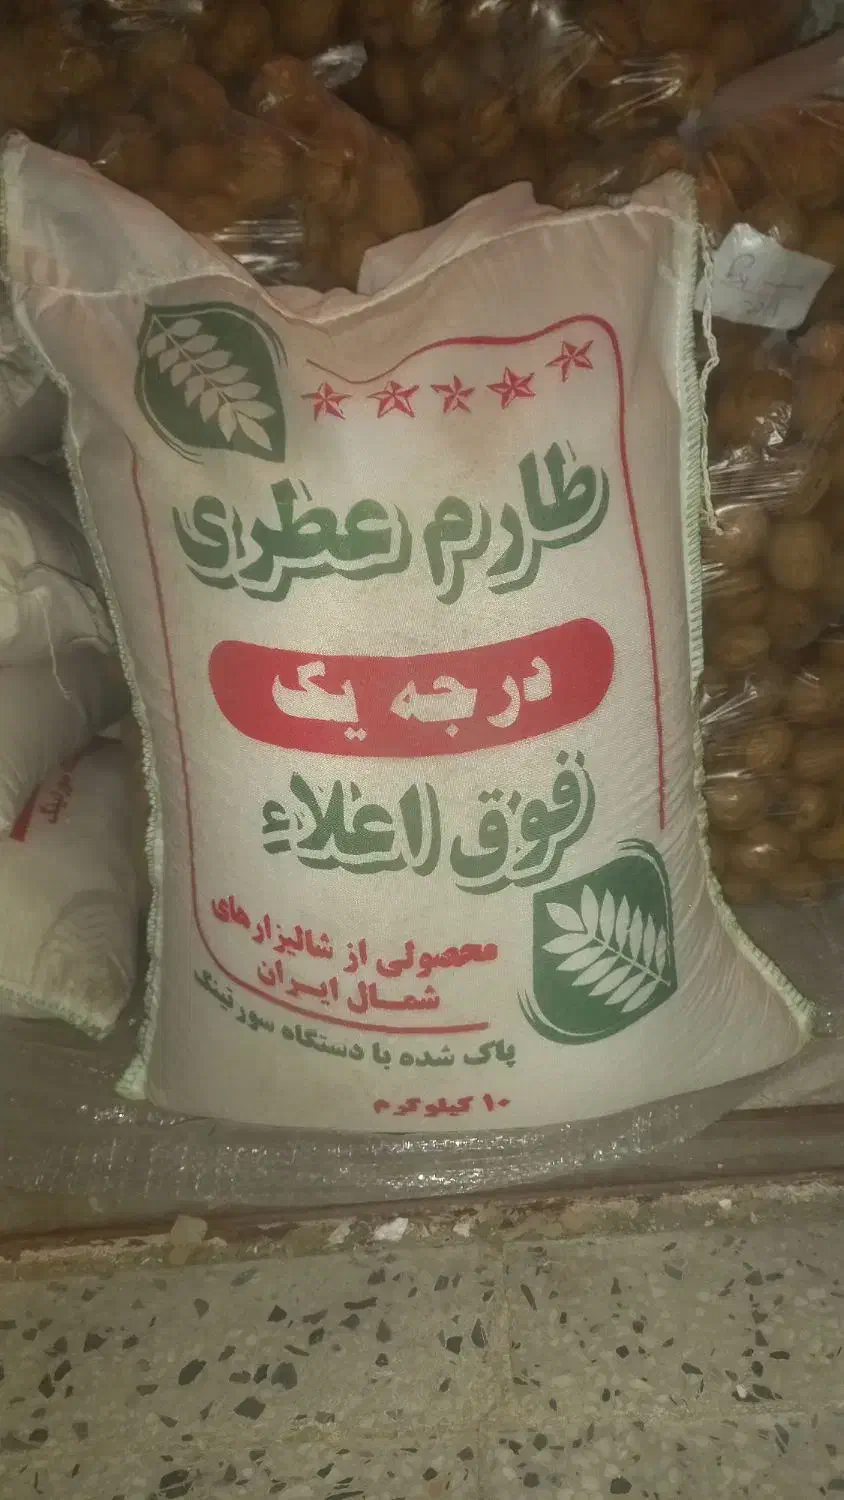 طارم عطری
درجه یک
فوق اعلاء
محصولی از شالیزارهای
شمال ایران
پاک شده با دستگاه سورتینگ
۱۰ کیلوگرم